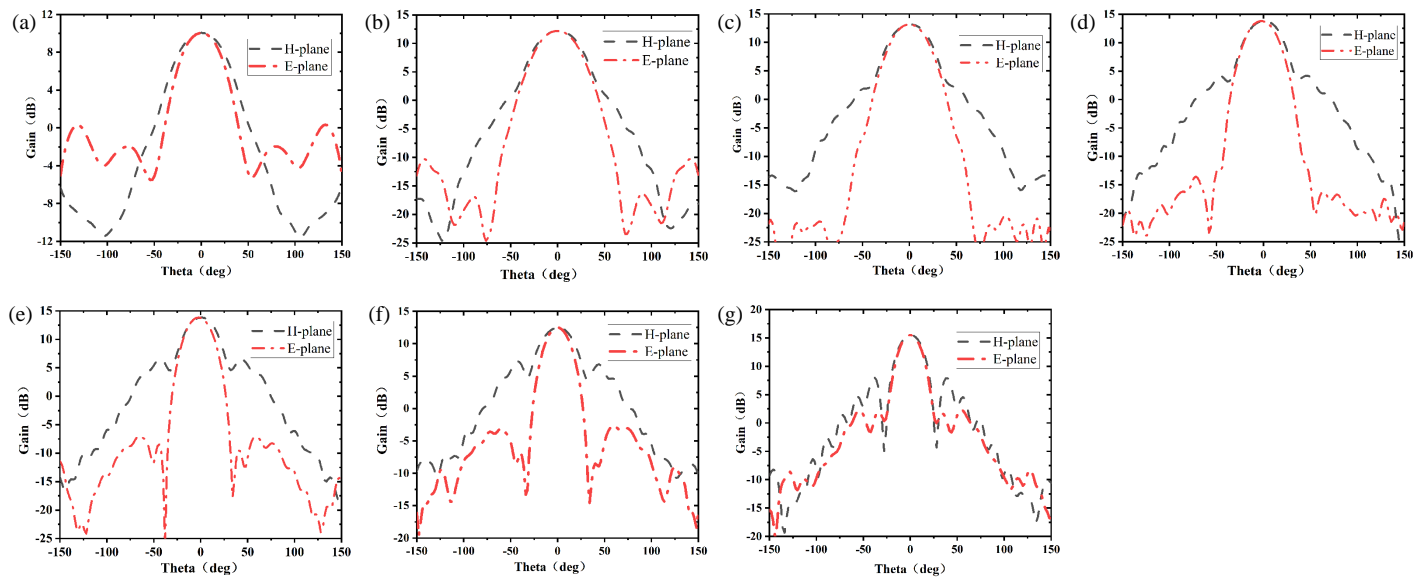 (a)
12
8
4
0
-4
-8
-12
Gain（dB）
H-plane
E-plane
-150 -100 -50 0 50 100 150
Theta（deg）
(b)
15
10
5
0
-5
-10
-15
-20
-25
Gain（dB）
H-plane
E-plane
-150 -100 -50 0 50 100 150
Theta（deg）
(c)
15
10
5
0
-5
-10
-15
-20
-25
Gain（dB）
H-plane
E-plane
-150 -100 -50 0 50 100 150
Theta（deg）
(d)
15
10
5
0
-5
-10
-15
-20
-25
Gain（dB）
H-plane
E-plane
-150 -100 -50 0 50 100 150
Theta（deg）
(e)
15
10
5
0
-5
-10
-15
-20
-25
Gain（dB）
H-plane
E-plane
-150 -100 -50 0 50 100 150
Theta（deg）
(f)
15
10
5
0
-5
-10
-15
-20
Gain（dB）
H-plane
E-plane
-150 -100 -50 0 50 100 150
Theta（deg）
(g)
20
15
10
5
0
-5
-10
-15
-20
Gain（dB）
H-plane
E-plane
-150 -100 -50 0 50 100 150
Theta（deg）